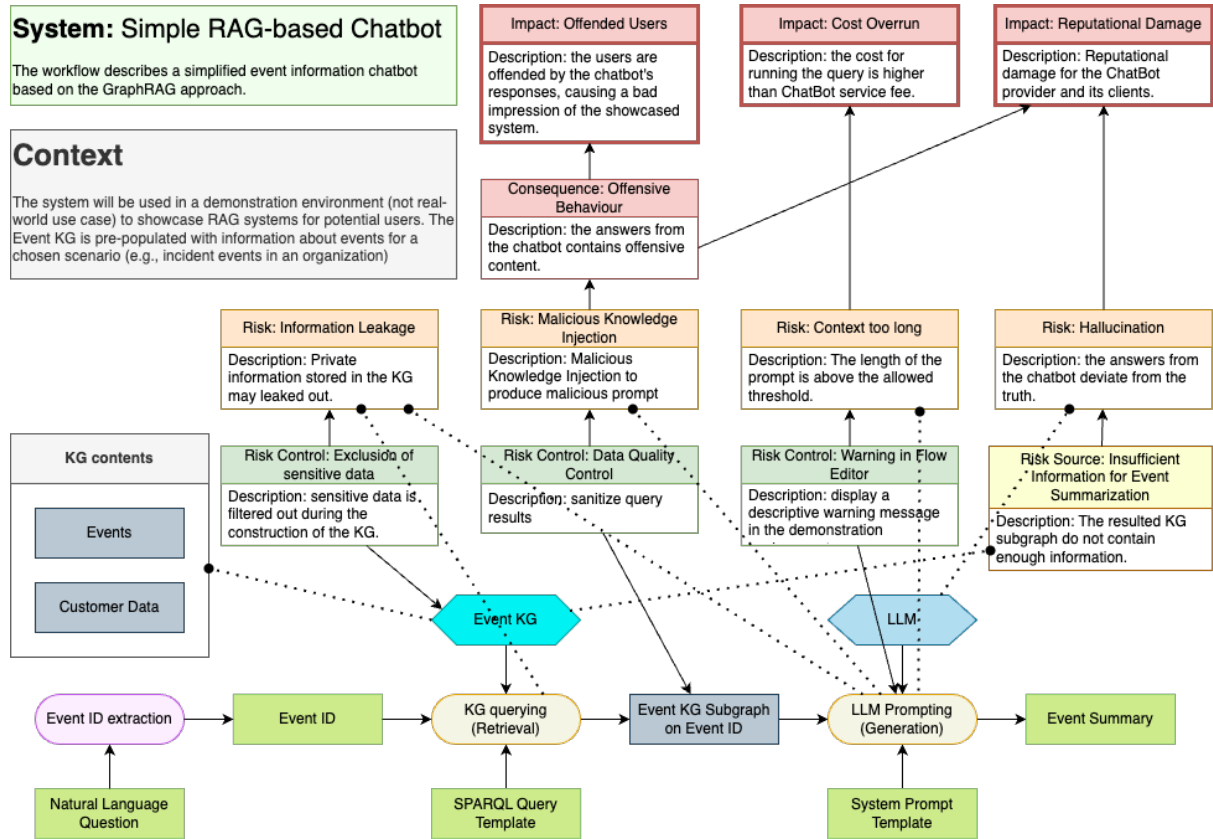 System: Simple RAG-based Chatbot
The workflow describes a simplified event information chatbot
based on the GraphRAG approach.
Context
The system will be used in a demonstration environment (not real-
world use case) to showcase RAG systems for potential users. The
Event KG is pre-populated with information about events for a
chosen scenario (e.g., incident events in an organization)
Impact: Offended Users
Description: the users are
offended by the chatbot's
responses, causing a bad
impression of the showcased
system.
Impact: Cost Overrun
Description: the cost for
running the query is higher
than ChatBot service fee.
Impact: Reputational Damage
Description: Reputational
damage for the ChatBot
provider and its clients.
Consequence: Offensive
Behaviour
Description: the answers from
the chatbot contains offensive
content.
Risk: Information Leakage
Description: Private
information stored in the KG
may leaked out.
Risk: Malicious Knowledge
Injection
Description: Malicious
Knowledge Injection to
produce malicious prompt
Risk: Context too long
Description: The length of the
prompt is above the allowed
threshold.
Risk: Hallucination
Description: the answers from
the chatbot deviate from the
truth.
KG contents
Events
Customer Data
Risk Control: Exclusion of
sensitive data
Description: sensitive data is
filtered out during the
construction of the KG.
Risk Control: Data Quality
Control
Description: sanitize query
results
Risk Control: Warning in Flow
Editor
Description: display a
descriptive warning message
in the demonstration
Risk Source: Insufficient
Information for Event
Summarization
Description: The resulted KG
subgraph do not contain
enough information.
Event KG
LLM
Event ID extraction
Event ID
KG querying
(Retrieval)
Event KG Subgraph
on Event ID
LLM Prompting
(Generation)
Event Summary
Natural Language
Question
SPARQL Query
Template
System Prompt
Template